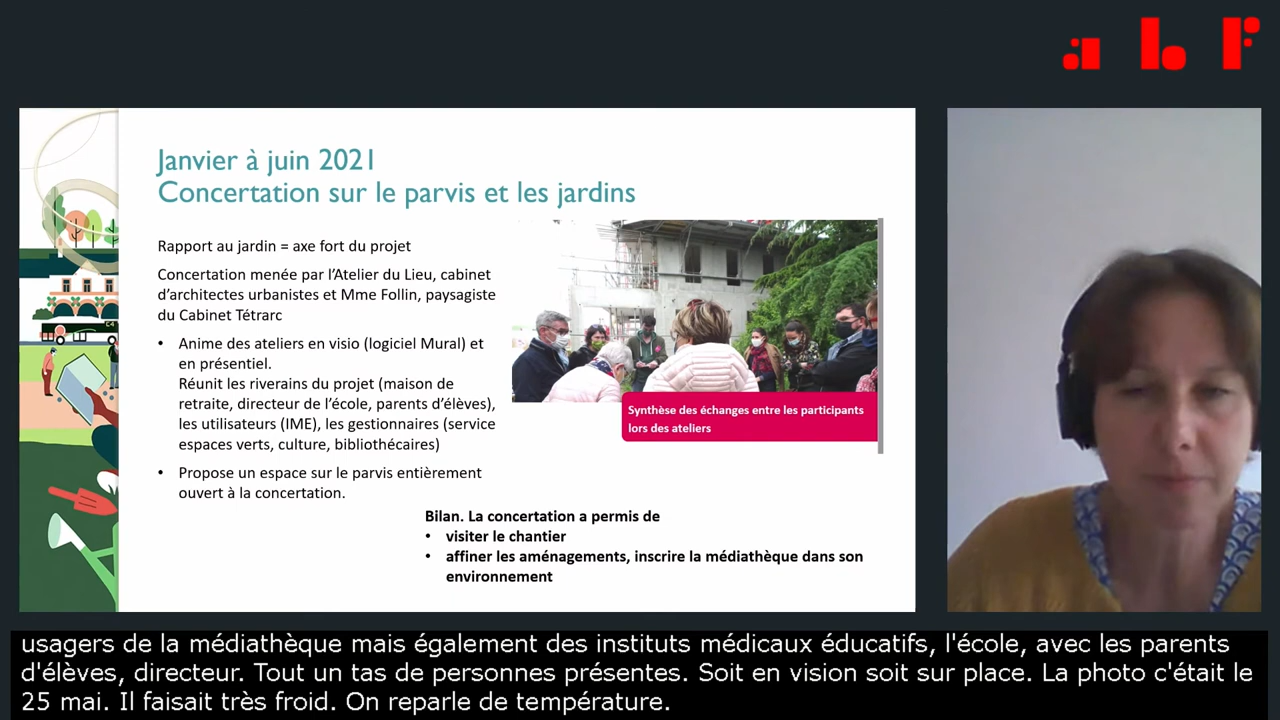 abf
Janvier à juin 2021
Concertation sur le parvis et les jardins
Rapport au jardin = axe fort du projet
Concertation menée par l'Atelier du Lieu, cabinet
d'architectes urbanistes et Mme Follin, paysagiste
du Cabinet Tétrarc
• Anime des ateliers en visio (logiciel Mural) et
en présentiel.
Réunit les riverains du projet (maison de
retraite, directeur de l'école, parents d'élèves),
les utilisateurs (IME), les gestionnaires (service
espaces verts, culture, bibliothécaires)
• Propose un espace sur le parvis entièrement
ouvert à la concertation.
Synthèse des échanges entre les participants
lors des ateliers
Bilan. La concertation a permis de
• visiter le chantier
• affiner les aménagements, inscrire la médiathèque dans son
environnement
usagers de la médiathèque mais également des instituts médicaux éducatifs, l'école, avec les parents
d'élèves, directeur. Tout un tas de personnes présentes. Soit en vision soit sur place. La photo c'était le
25 mai. Il faisait très froid. On reparle de température.